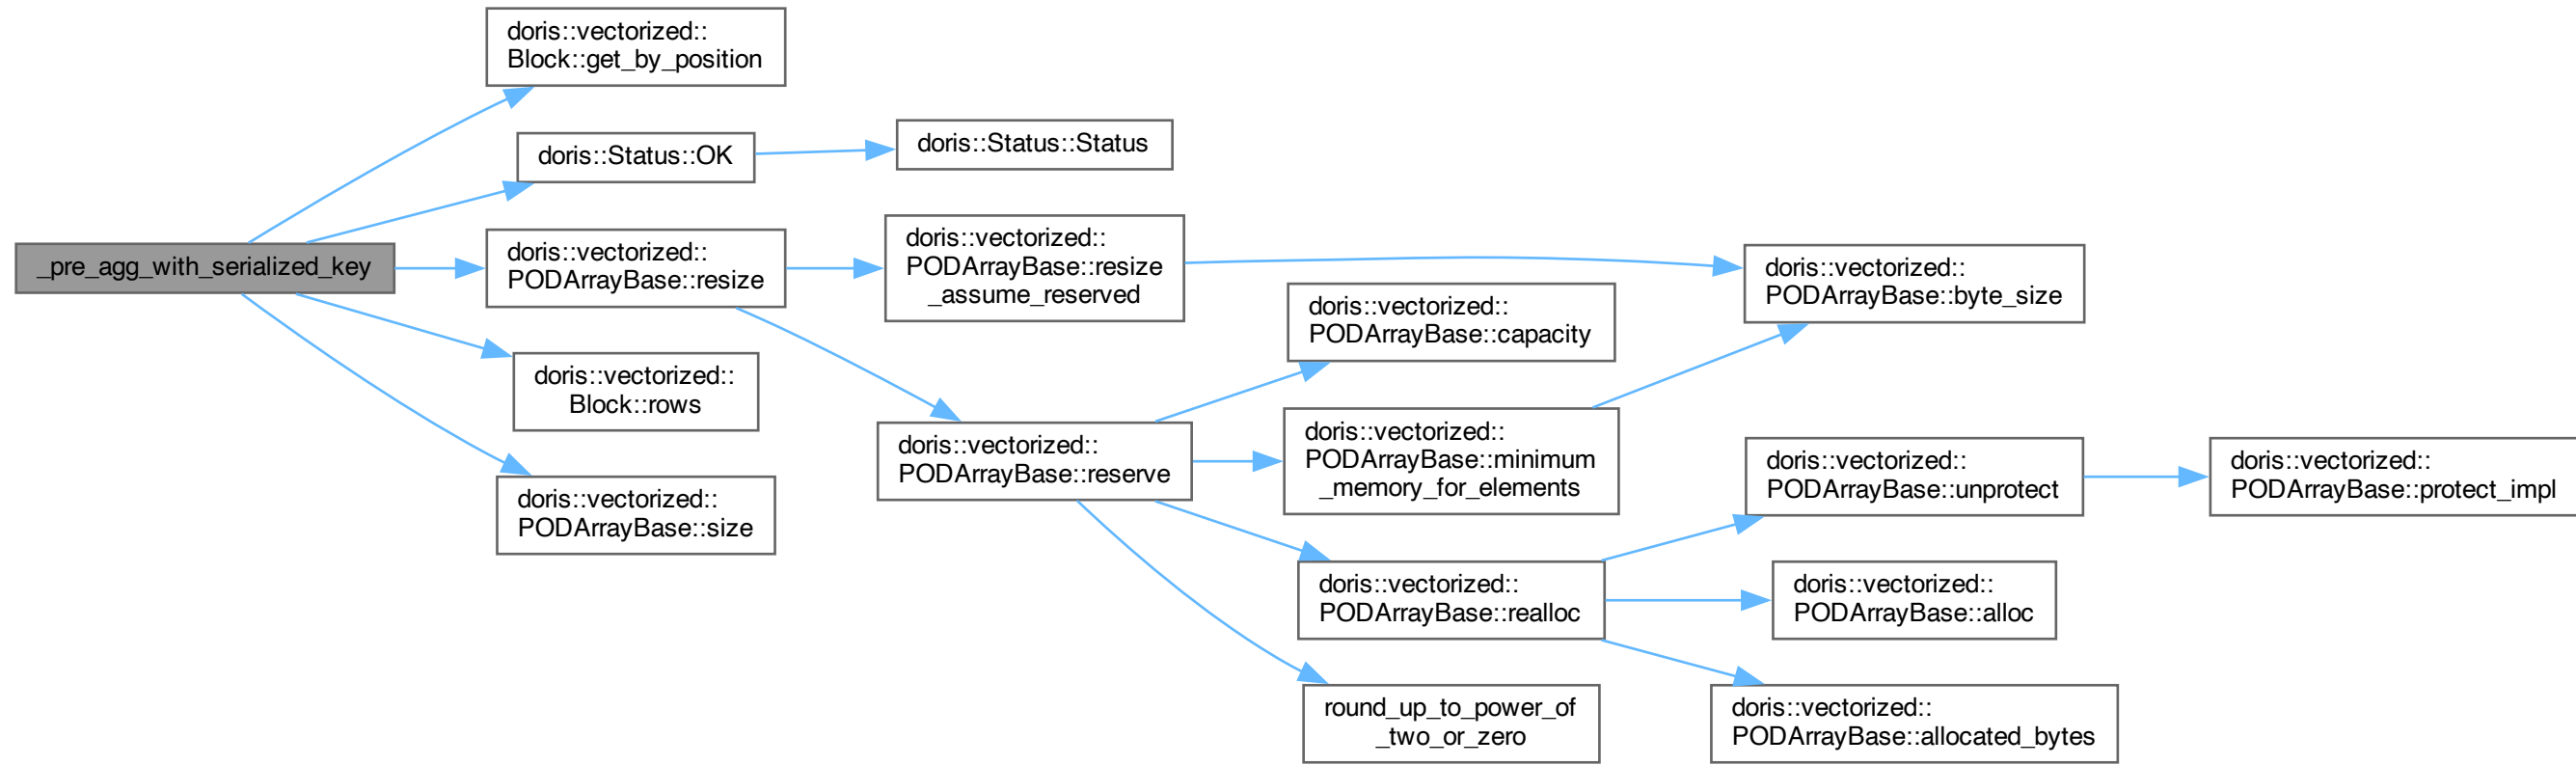 doris::vectorized::
Block::get_by_position
doris::Status::OK
doris::Status::Status
_pre_agg_with_serialized_key
doris::vectorized::
PODArrayBase::resize
doris::vectorized::
PODArrayBase::resize
_assume_reserved
doris::vectorized::
PODArrayBase::byte_size
doris::vectorized::
PODArrayBase::capacity
doris::vectorized::
Block::rows
doris::vectorized::
PODArrayBase::reserve
doris::vectorized::
PODArrayBase::minimum
_memory_for_elements
doris::vectorized::
PODArrayBase::unprotect
doris::vectorized::
PODArrayBase::protect_impl
doris::vectorized::
PODArrayBase::size
doris::vectorized::
PODArrayBase::realloc
doris::vectorized::
PODArrayBase::alloc
round_up_to_power_of
_two_or_zero
doris::vectorized::
PODArrayBase::allocated_bytes